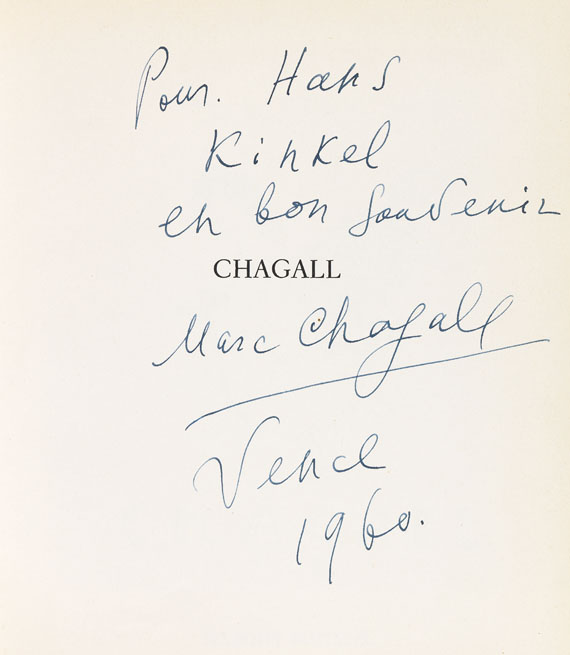 Pour. Hans
Kinkel
en bon souvenir
CHAGALL
Marc Chagall
Vence
1960.